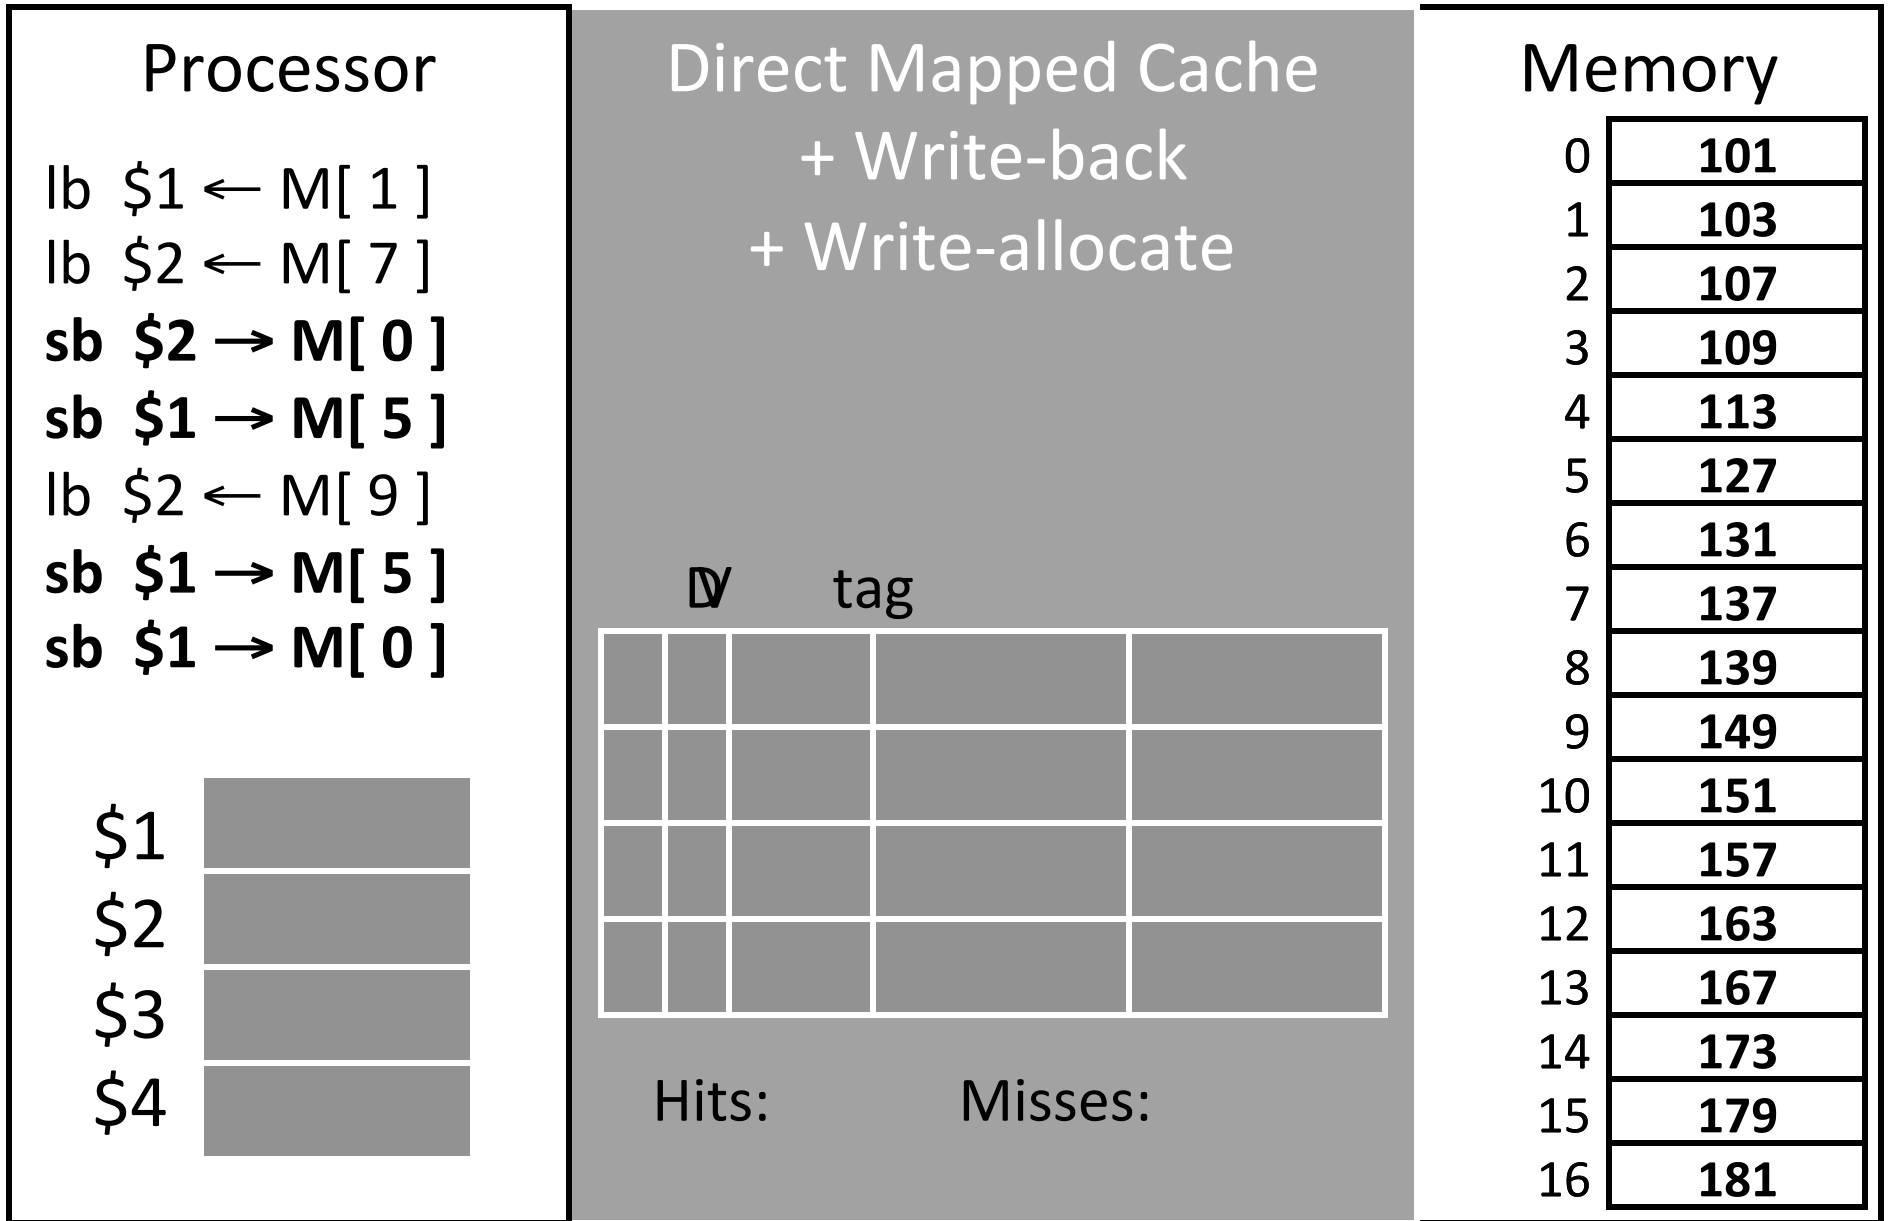 Processor
lb $1 ← M[ 1 ]
lb $2 ← M[ 7 ]
sb $2 → M[ 0 ]
sb $1 → M[ 5 ]
lb $2 ← M[ 9 ]
sb $1 → M[ 5 ]
sb $1 → M[ 0 ]
$1
$2
$3
$4
Direct Mapped Cache
+ Write-back
+ Write-allocate
D V tag
Hits: Misses:
Memory
0 101
1 103
2 107
3 109
4 113
5 127
6 131
7 137
8 139
9 149
10 151
11 157
12 163
13 167
14 173
15 179
16 181